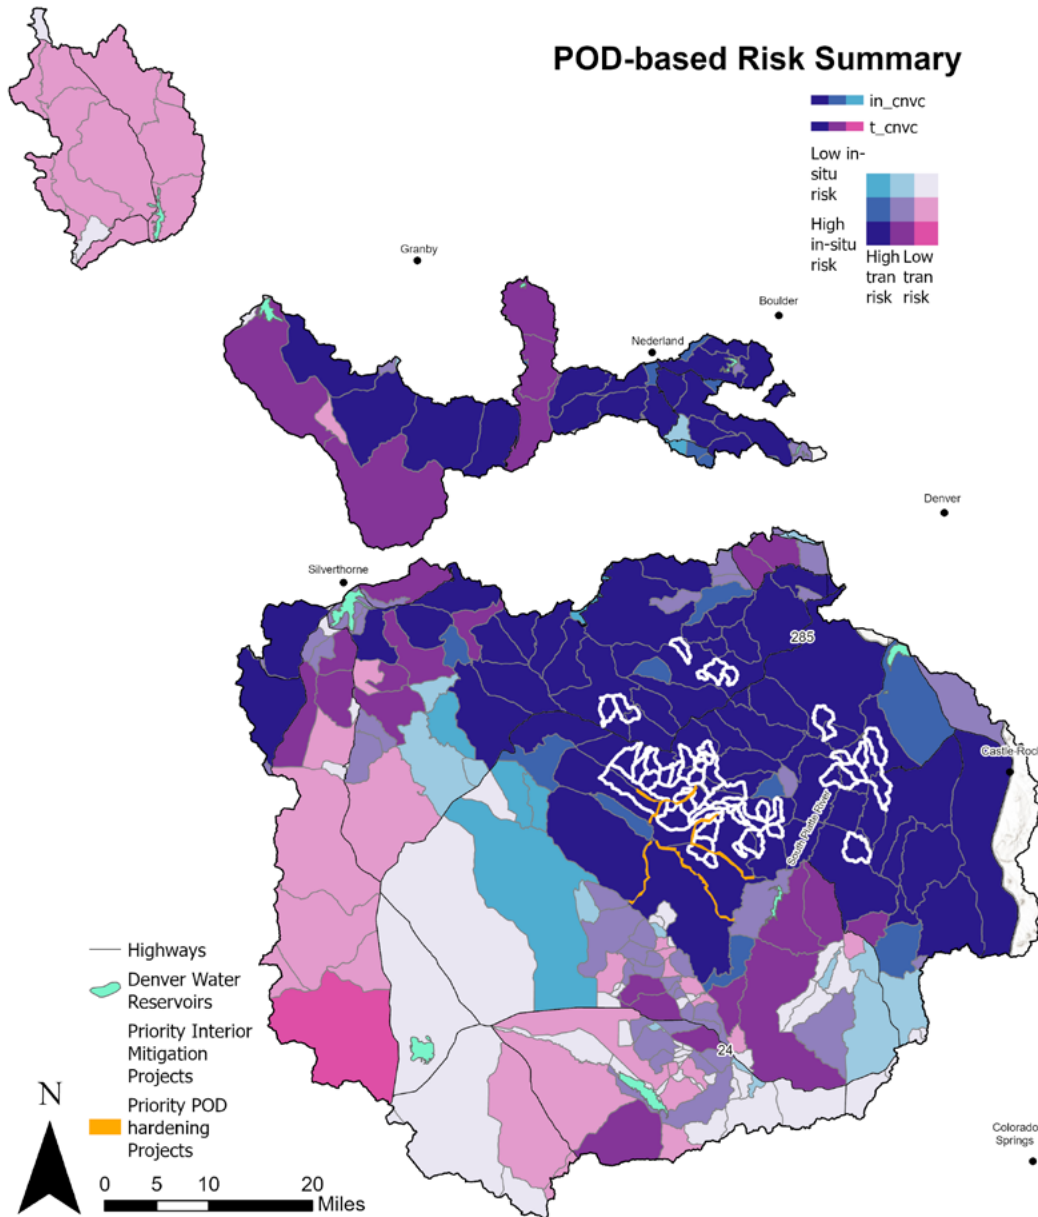 POD-based Risk Summary
in_cnvc
t_cnvc
Low in-
situ
risk
High
in-situ
risk
High Low
tran tran
risk risk
Granby
Boulder
Nederland
Denver
Silverthorne
285
Castle Rock
South Platte River
24
Highways
Denver Water
Reservoirs
Priority Interior
Mitigation
Projects
Priority POD
hardening
Projects
N
0 5 10 20
Miles
Colorado
Springs